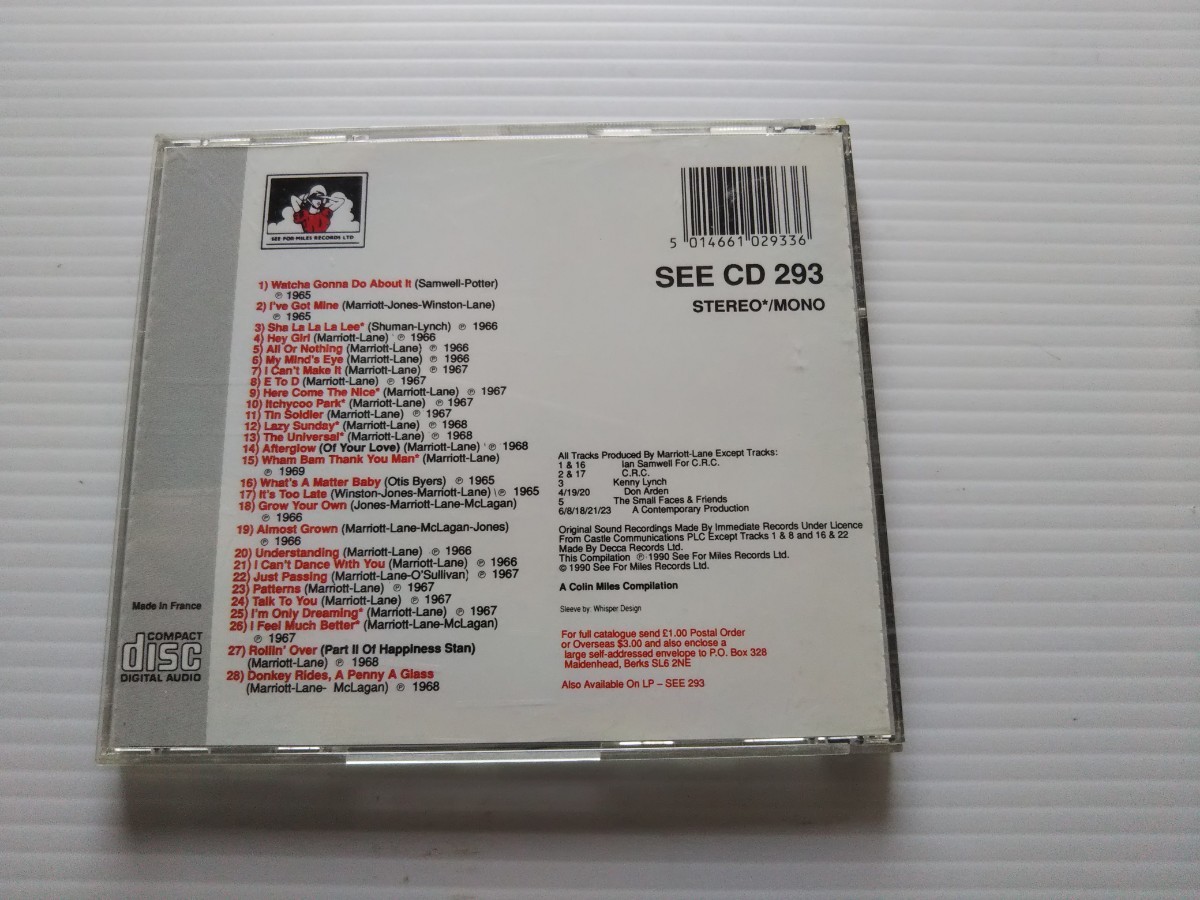 SEE FOR MILES RECORDS LTD
1) Watcha Gonna Do About It (Samwell-Potter)
℗ 1965
2) I've Got Mine (Marriott-Jones-Winston-Lane)
℗ 1965
3) Sha La La La Lee* (Shuman-Lynch) ℗ 1966
4) Hey Girl (Marriott-Lane) ℗ 1966
5) All Or Nothing (Marriott-Lane) ℗ 1966
6) My Mind's Eye (Marriott-Lane) ℗ 1966
7) I Can't Make It (Marriott-Lane) ℗ 1967
8) E To D (Marriott-Lane) ℗ 1967
9) Here Come The Nice* (Marriott-Lane) ℗ 1967
10) Itchycoo Park* (Marriott-Lane) ℗ 1967
11) Tin Soldier (Marriott-Lane) ℗ 1967
12) Lazy Sunday* (Marriott-Lane) ℗ 1968
13) The Universal* (Marriott-Lane) ℗ 1968
14) Afterglow (Of Your Love) (Marriott-Lane) ℗ 1968
15) Wham Bam Thank You Man* (Marriott-Lane)
℗ 1969
16) What's A Matter Baby (Otis Byers) ℗ 1965
17) It's Too Late (Winston-Jones-Marriott-Lane) ℗ 1965
18) Grow Your Own (Jones-Marriott-Lane-McLagan)
℗ 1966
19) Almost Grown (Marriott-Lane-McLagan-Jones)
℗ 1966
20) Understanding (Marriott-Lane) ℗ 1966
21) I Can't Dance With You (Marriott-Lane) ℗ 1966
22) Just Passing (Marriott-Lane-O'Sullivan) ℗ 1967
23) Patterns (Marriott-Lane) ℗ 1967
24) Talk To You (Marriott-Lane) ℗ 1967
25) I'm Only Dreaming* (Marriott-Lane) ℗ 1967
26) I Feel Much Better* (Marriott-Lane-McLagan)
℗ 1967
27) Rollin' Over (Part II Of Happiness Stan)
(Marriott-Lane) ℗ 1968
28) Donkey Rides, A Penny A Glass
(Marriott-Lane- McLagan) ℗ 1968
Made in France
COMPACT
disc
DIGITAL AUDIO
5 014661 029336
SEE CD 293
STEREO*/MONO
All Tracks Produced By Marriott-Lane Except Tracks:
1 & 16 Ian Samwell For C.R.C.
2 & 17 C.R.C.
3 Kenny Lynch
4/19/20 Don Arden
5 The Small Faces & Friends
6/8/18/21/23 A Contemporary Production
Original Sound Recordings Made By Immediate Records Under Licence
From Castle Communications PLC Except Tracks 1 & 8 and 16 & 22
Made By Decca Records Ltd.
This Compilation ℗ 1990 See For Miles Records Ltd.
© 1990 See For Miles Records Ltd.
A Colin Miles Compilation
Sleeve by: Whisper Design
For full catalogue send £1.00 Postal Order
or Overseas $3.00 and also enclose a
large self-addressed envelope to P.O. Box 328
Maidenhead, Berks SL6 2NE
Also Available On LP – SEE 293